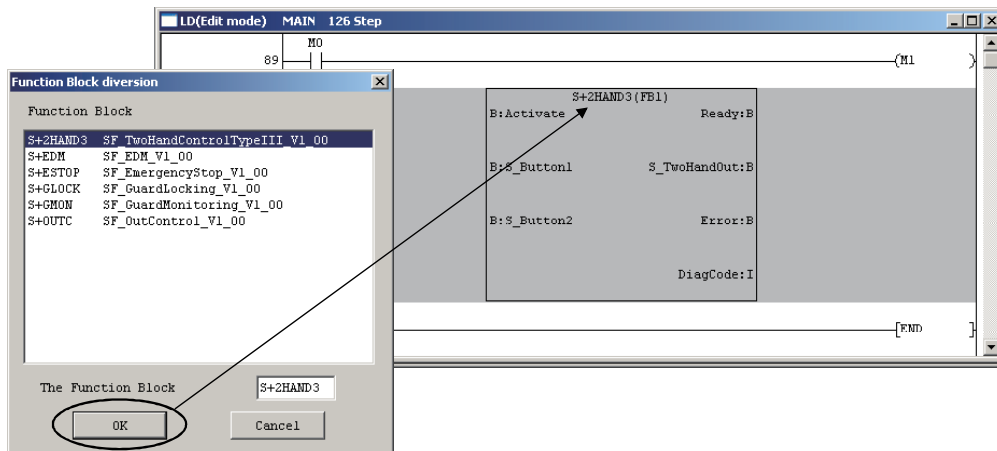 LD(Edit mode) MAIN 126 Step
M0
89
(M1 )
Function Block diversion
Function Block
S+2HAND3 SF_TwoHandControlTypeIII_V1_00
S+EDM SF_EDM_V1_00
S+ESTOP SF_EmergencyStop_V1_00
S+GLOCK SF_GuardLocking_V1_00
S+GMON SF_GuardMonitoring_V1_00
S+OUTC SF_OutControl_V1_00
The Function Block S+2HAND3
OK Cancel
S+2HAND3(FB1)
B:Activate Ready:B
B:S_Button1 S_TwoHandOut:B
B:S_Button2 Error:B
DiagCode:I
[END ]